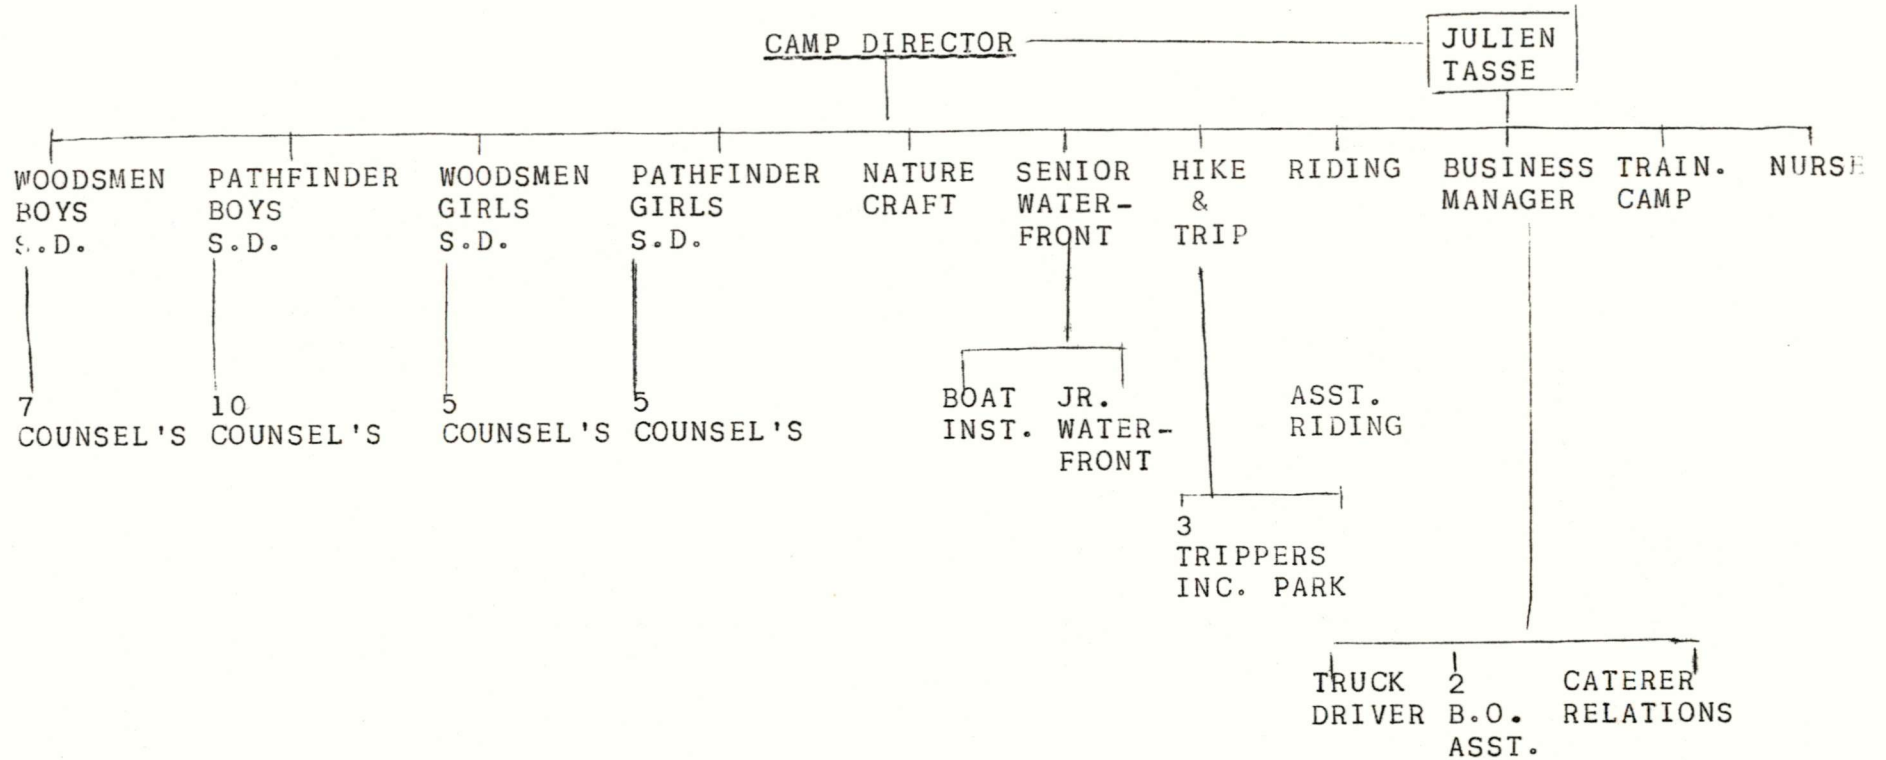 CAMP DIRECTOR
JULIEN
TASSE
WOODSMEN
BOYS
S.D.
PATHFINDER
BOYS
S.D.
WOODSMEN
GIRLS
S.D.
PATHFINDER
GIRLS
S.D.
NATURE
CRAFT
SENIOR
WATER-
FRONT
HIKE
&
TRIP
RIDING
BUSINESS
MANAGER
TRAIN.
CAMP
NURSE
7
COUNSEL'S
10
COUNSEL'S
5
COUNSEL'S
5
COUNSEL'S
BOAT
INST.
JR.
WATER-
FRONT
ASST.
RIDING
3
TRIPPERS
INC. PARK
TRUCK
DRIVER
2
B.O.
ASST.
CATERER
RELATIONS